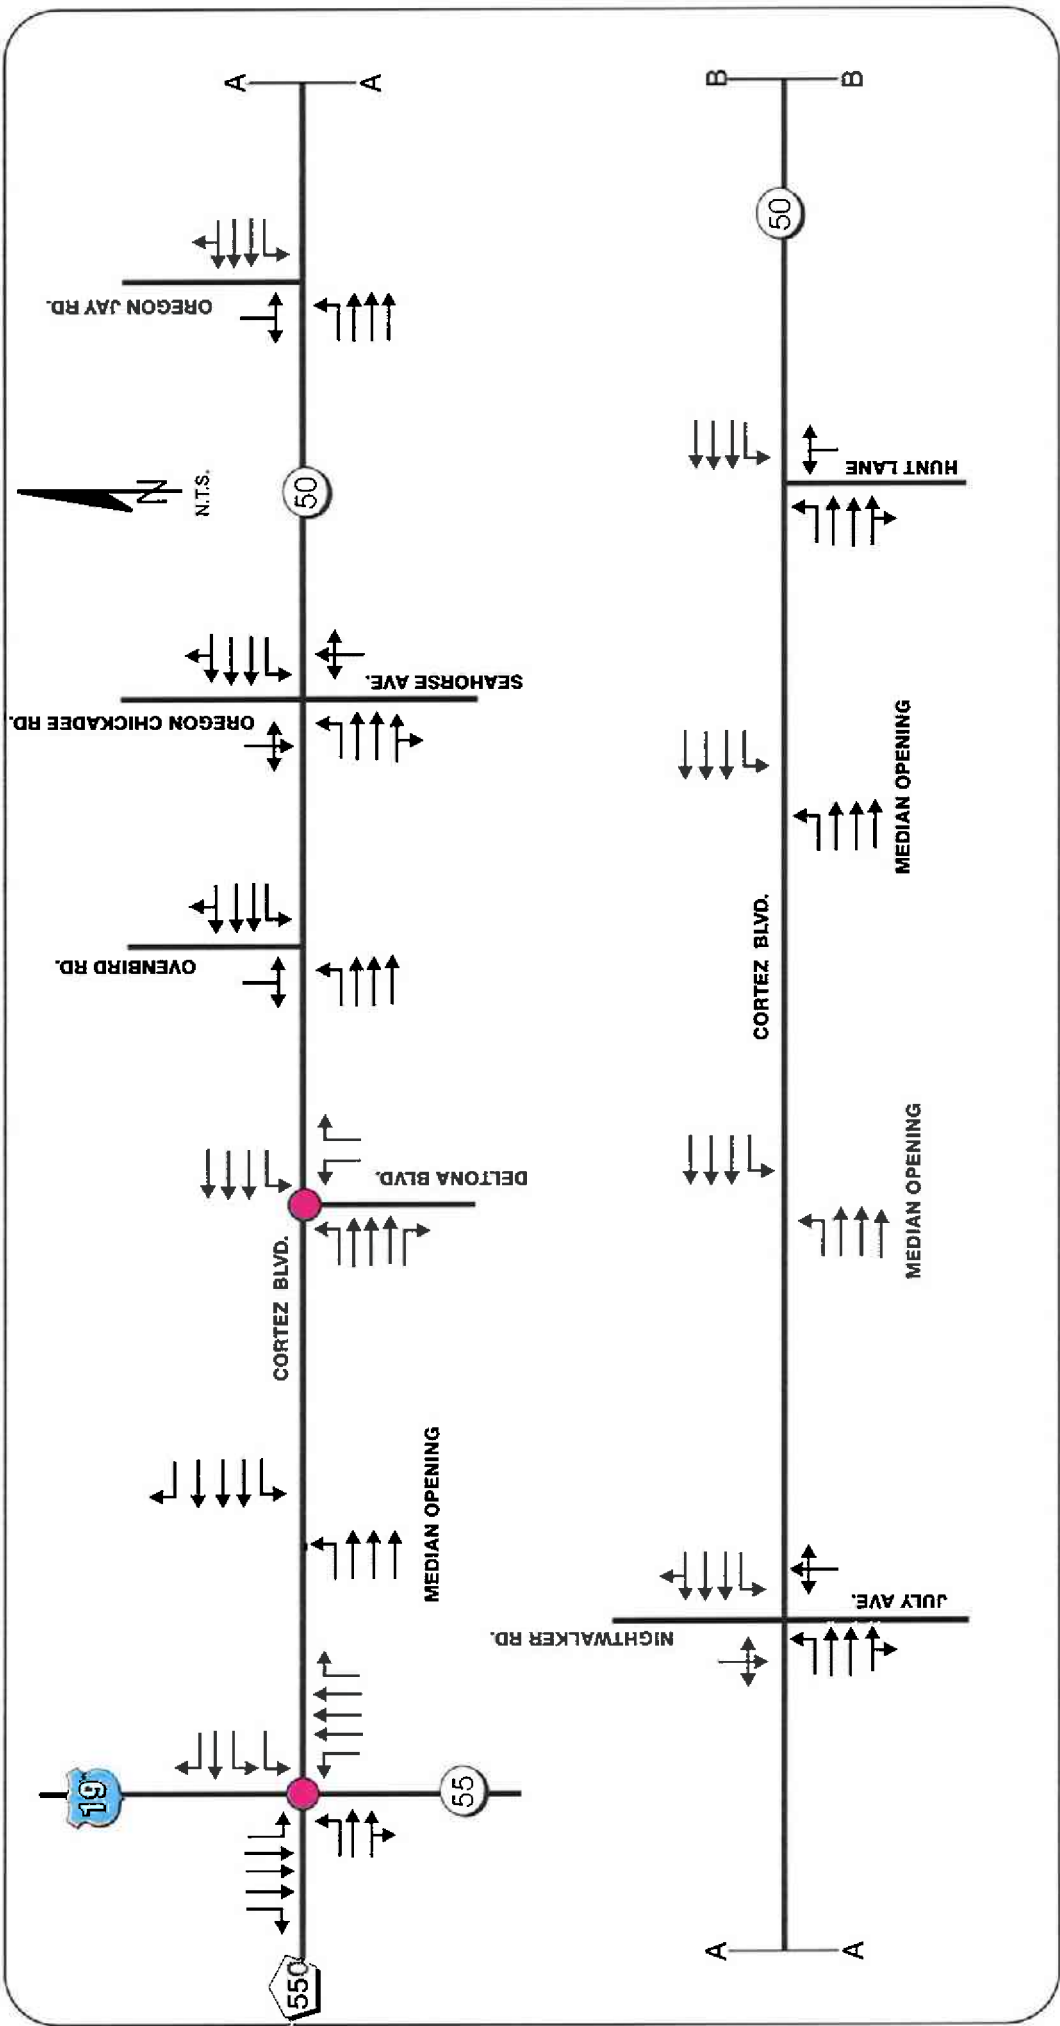 A
A
OREGON JAY RD.
N
N.T.S.
50
SEAHORSE AVE.
OREGON CHICKADEE RD.
OVENBIRD RD.
DELTONA BLVD.
CORTEZ BLVD.
MEDIAN OPENING
19
55
550
B
B
50
HUNT LANE
MEDIAN OPENING
CORTEZ BLVD.
MEDIAN OPENING
JULY AVE.
NIGHTWALKER RD.
A
A